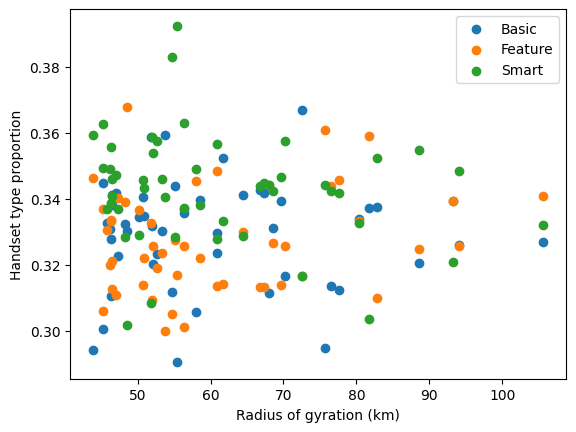 Basic
Feature
Smart
0.38
0.36
0.34
0.32
0.30
Handset type proportion
50 60 70 80 90 100
Radius of gyration (km)